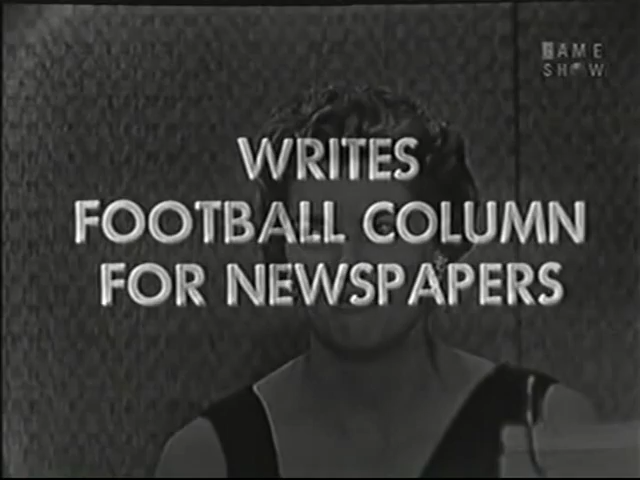 GAME
SHOW
WRITES
FOOTBALL COLUMN
FOR NEWSPAPERS